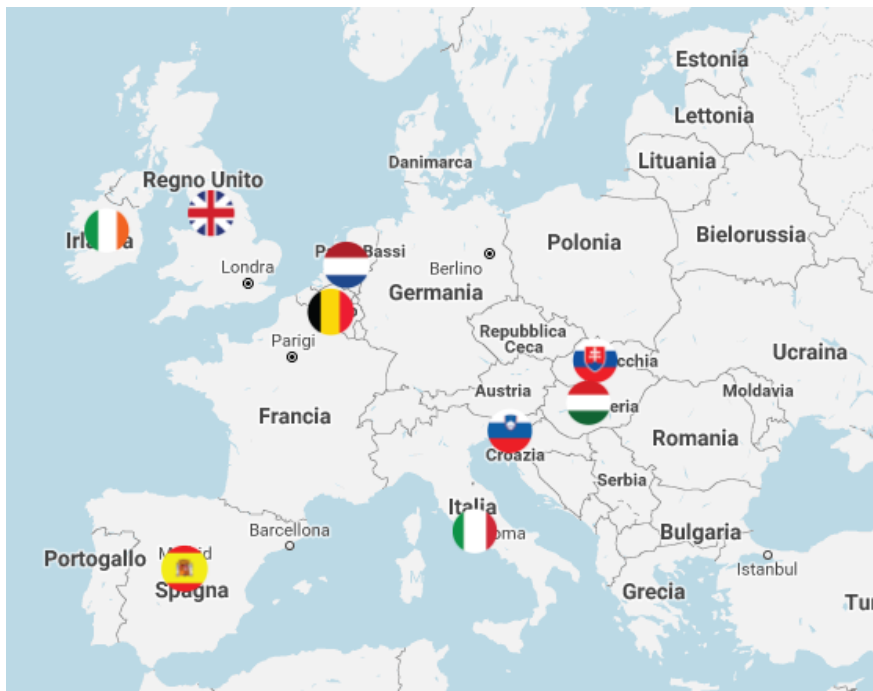 Estonia
Lettonia
Lituania
Danimarca
Regno Unito
Bielorussia
Polonia
Londra
Berlino
Germania
Parigi
Repubblica
Ceca
Ucraina
Austria
Moldavia
Francia
Romania
Croazia
Serbia
Italia
Barcellona
Bulgaria
Portogallo
Istanbul
Spagna
Grecia